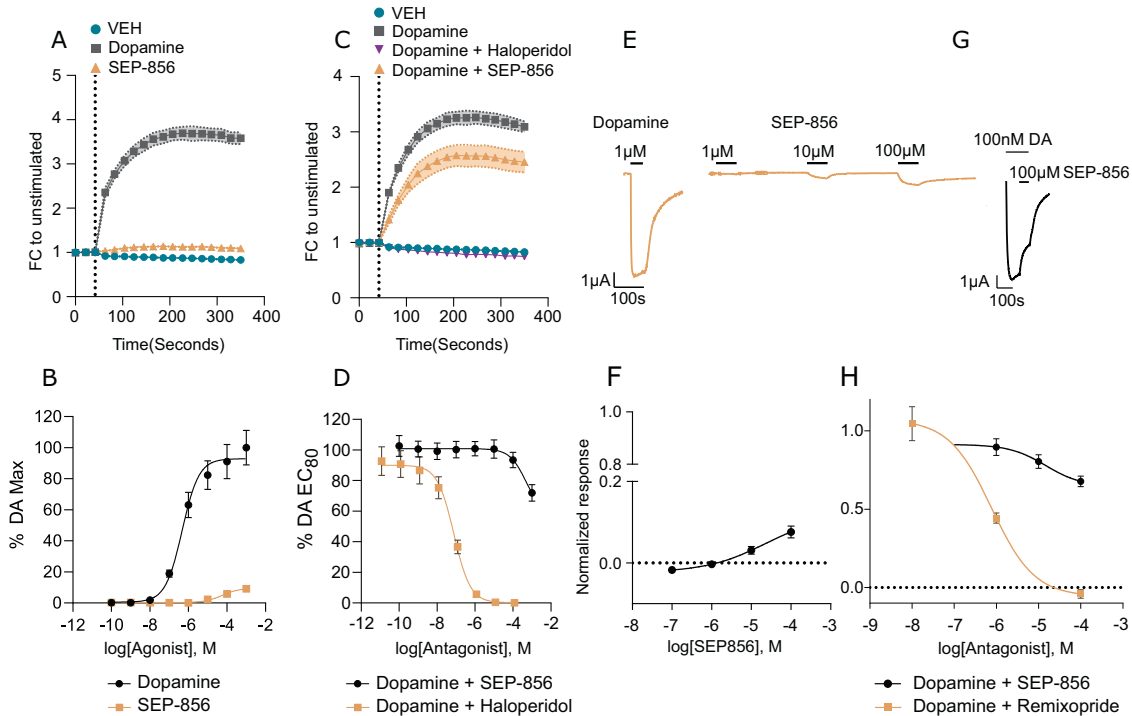 A
VEH
Dopamine
SEP-856
FC to unstimulated
5
4
3
2
1
0
0 100 200 300 400
Time(Seconds)
C
VEH
Dopamine
Dopamine + Haloperidol
Dopamine + SEP-856
FC to unstimulated
4
3
2
1
0
0 100 200 300 400
Time(Seconds)
E
Dopamine
SEP-856
1μM
1μM
10μM
100μM
1μA
100s
G
100nM DA
100μM SEP-856
1μA
100s
B
% DA Max
120
100
80
60
40
20
0
-12 -10 -8 -6 -4 -2
log[Agonist], M
Dopamine
SEP-856
D
% DA EC80
120
100
80
60
40
20
0
-12 -10 -8 -6 -4 -2
log[Antagonist], M
Dopamine + SEP-856
Dopamine + Haloperidol
F
Normalized response
1.0
0.8
0.2
0.0
-8 -7 -6 -5 -4 -3
log[SEP856], M
H
1.0
0.5
0.0
-9 -8 -7 -6 -5 -4 -3
log[Antagonist], M
Dopamine + SEP-856
Dopamine + Remixopride